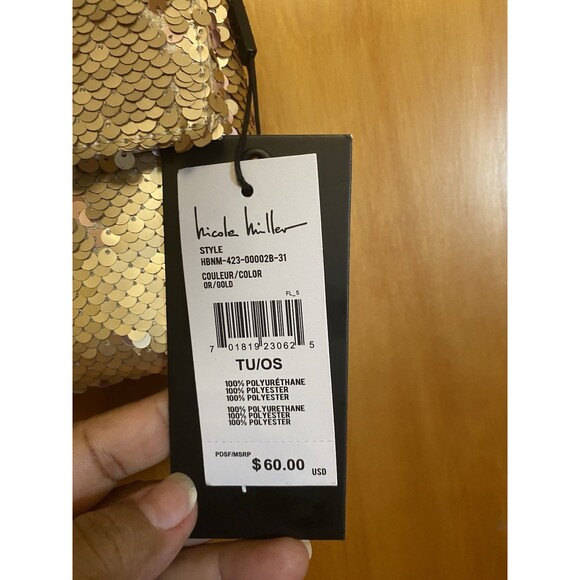 nicole miller
STYLE
HBNM-423-00002B-31
COULEUR/COLOR
OR/GOLD
FL_5
7 01819 23062 5
TU/OS
100% POLYURÉTHANE
100% POLYESTER
100% POLYESTER
100% POLYURETHANE
100% POLYESTER
100% POLYESTER
PDSF/MSRP
$60.00 USD